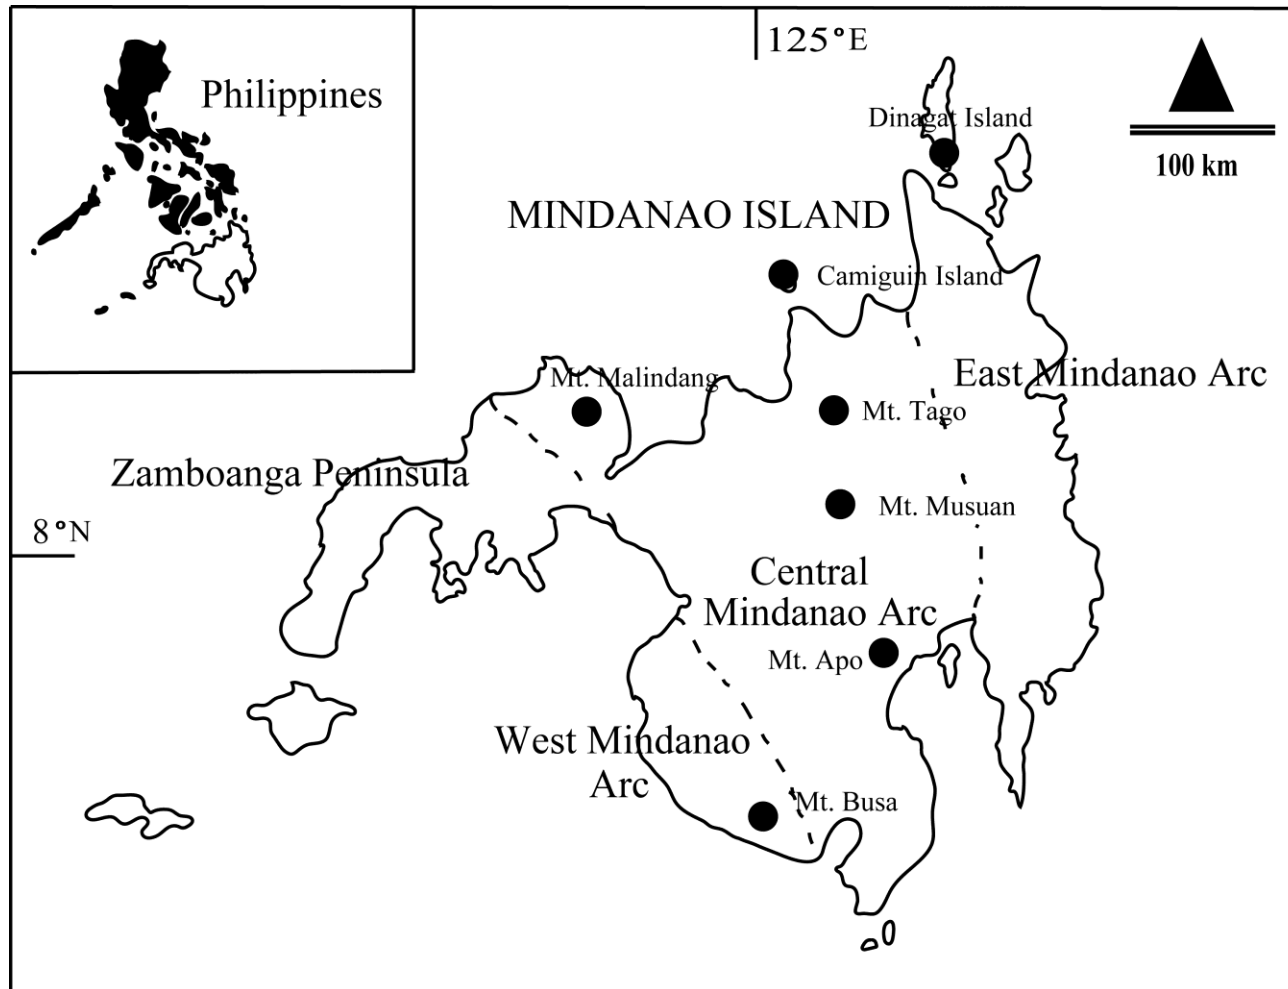 125°E
Philippines
Dinagat Island
100 km
MINDANAO ISLAND
Camiguin Island
East Mindanao Arc
Mt. Malindang
Mt. Tago
Zamboanga Peninsula
Mt. Musuan
8°N
Central
Mindanao Arc
Mt. Apo
West Mindanao
Arc
Mt. Busa